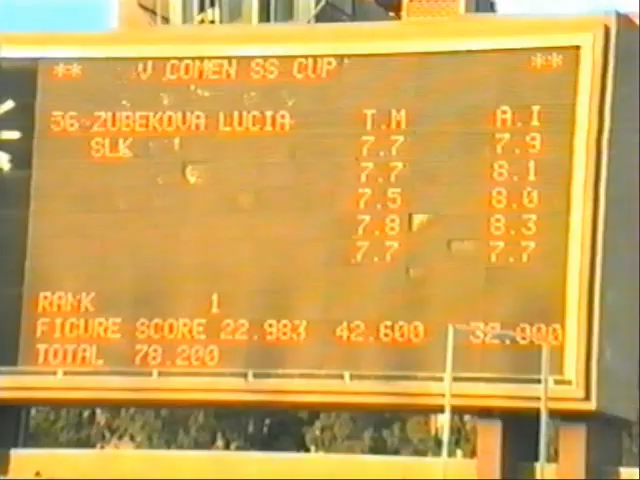 ** V COMEN SS CUP **
56-ZUBEKOVA LUCIA T.M A.I
SLK 7.7 7.9
7.7 8.1
7.5 8.0
7.8 8.3
7.7 7.7
RANK 1
FIGURE SCORE 22.983 42.600 32.000
TOTAL 78.200